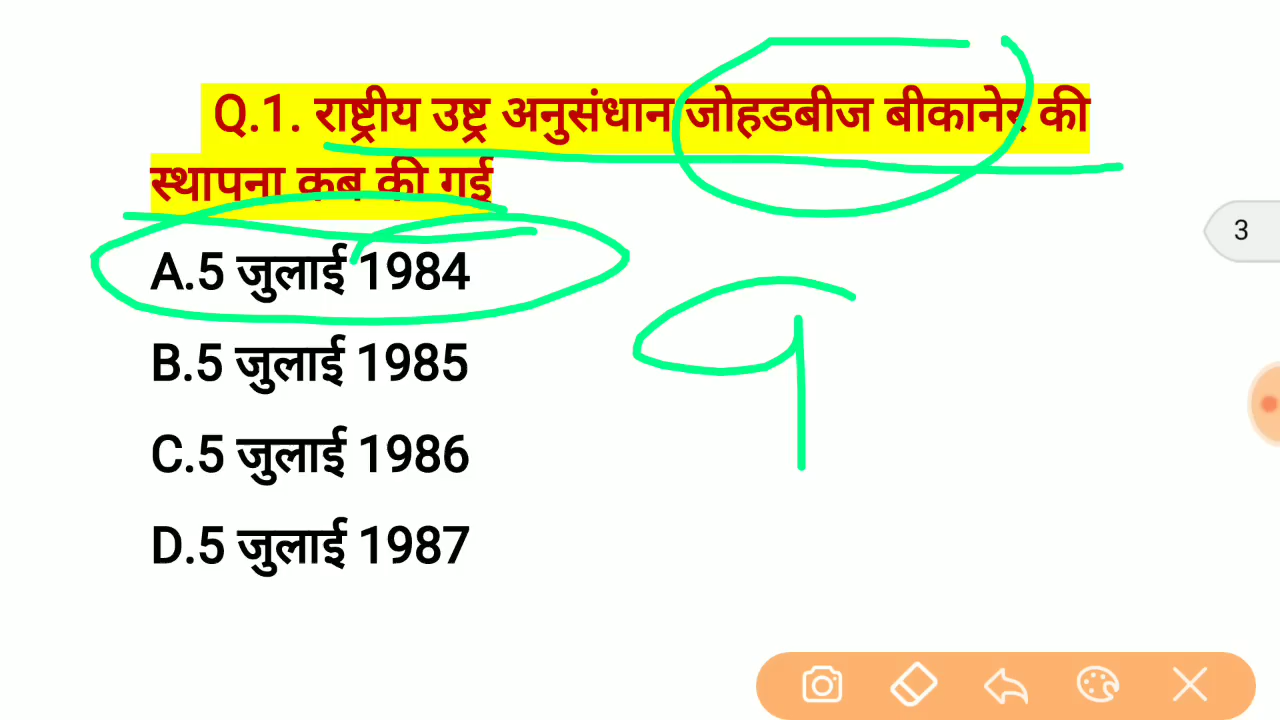 Q.1. राष्ट्रीय उष्ट्र अनुसंधान जोहडबीज बीकानेर की
स्थापना कब की गई
A.5 जुलाई 1984
3
B.5 जुलाई 1985
C.5 जुलाई 1986
D.5 जुलाई 1987